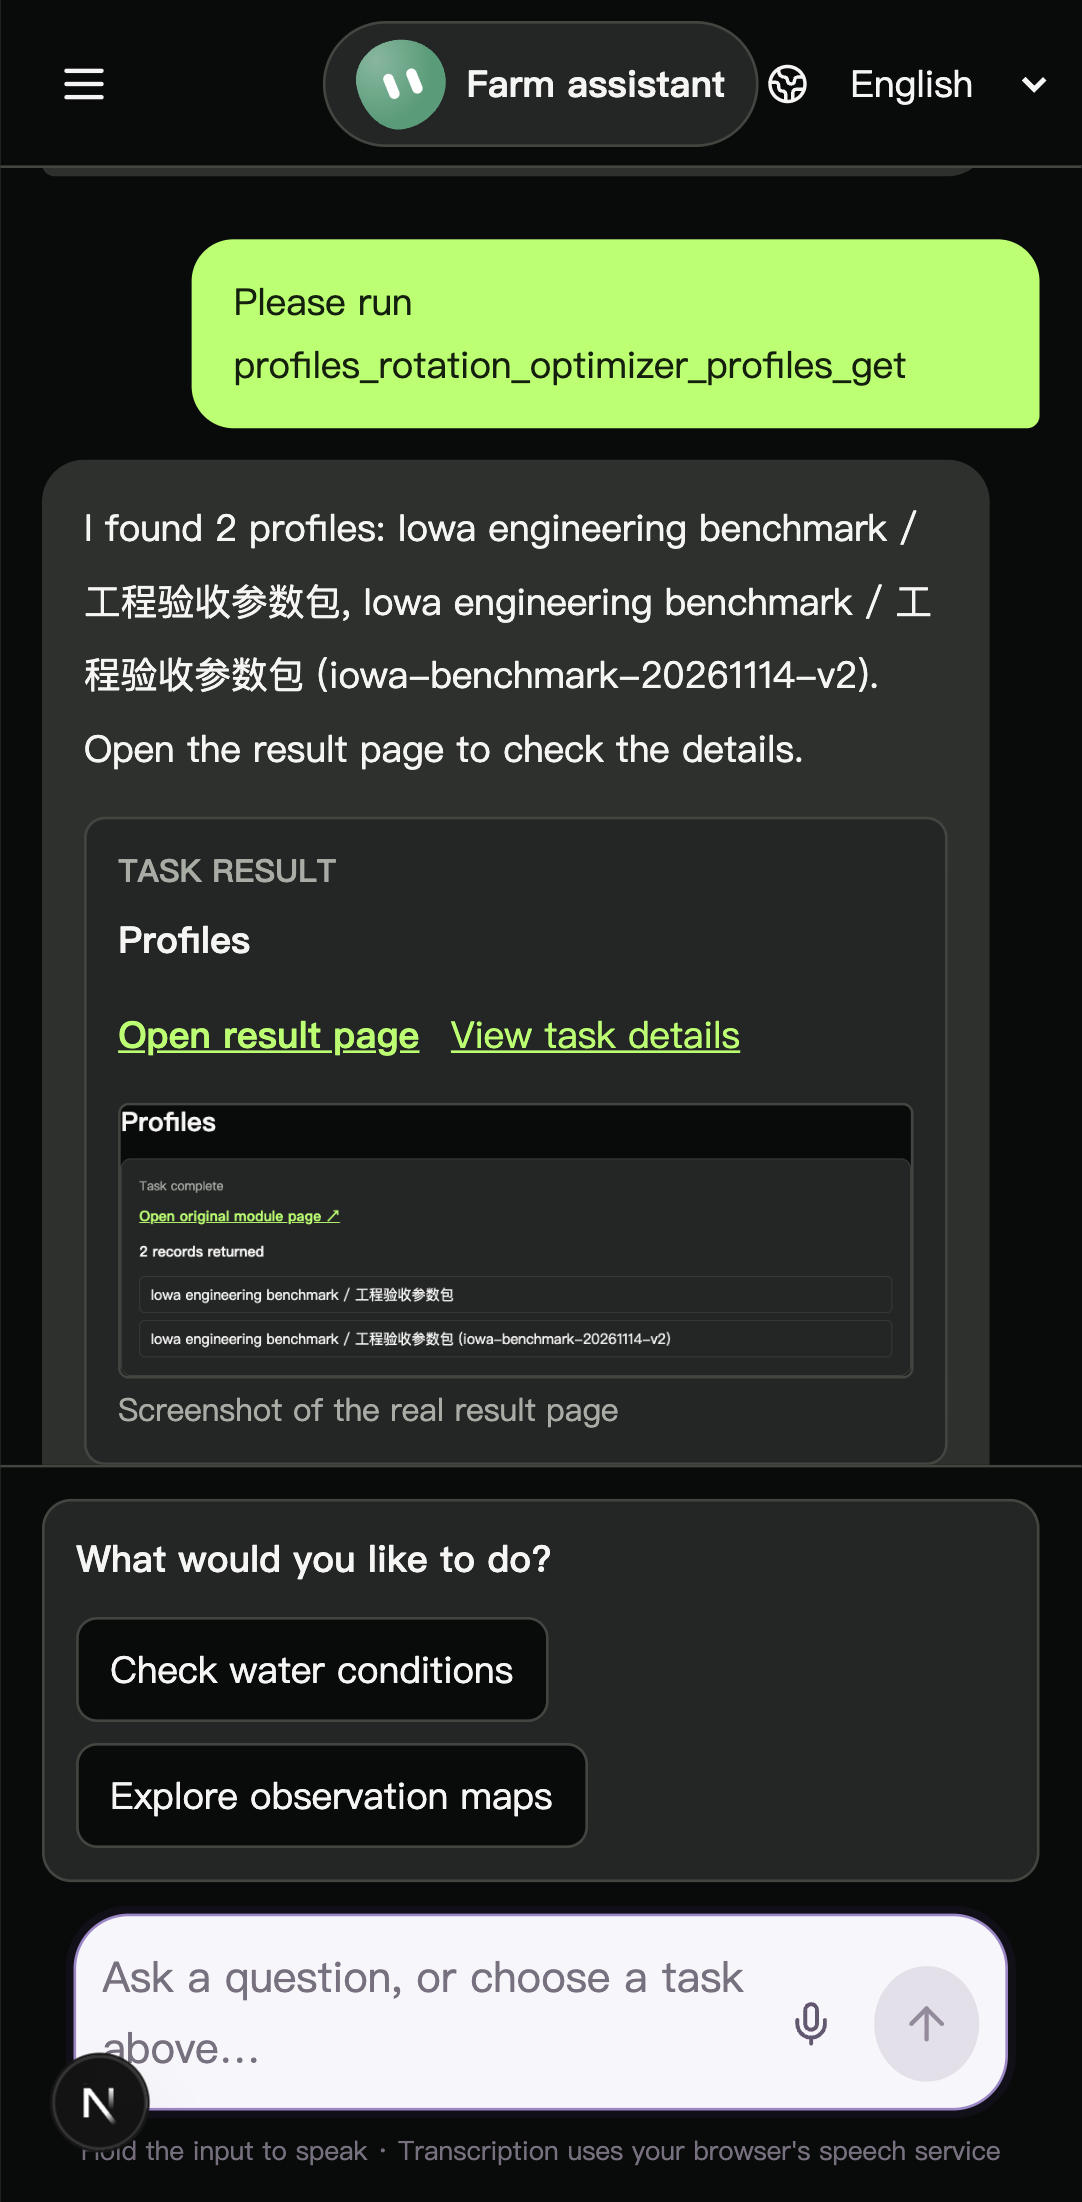 Farm assistant
English
Please run
profiles_rotation_optimizer_profiles_get
I found 2 profiles: Iowa engineering benchmark /
工程验收参数包, Iowa engineering benchmark / 工
程验收参数包 (iowa-benchmark-20261114-v2).
Open the result page to check the details.
TASK RESULT
Profiles
Open result page
View task details
Profiles
Task complete
Open original module page ↗
2 records returned
Iowa engineering benchmark / 工程验收参数包
Iowa engineering benchmark / 工程验收参数包 (iowa-benchmark-20261114-v2)
Screenshot of the real result page
What would you like to do?
Check water conditions
Explore observation maps
Ask a question, or choose a task
above...
N
Hold the input to speak · Transcription uses your browser's speech service